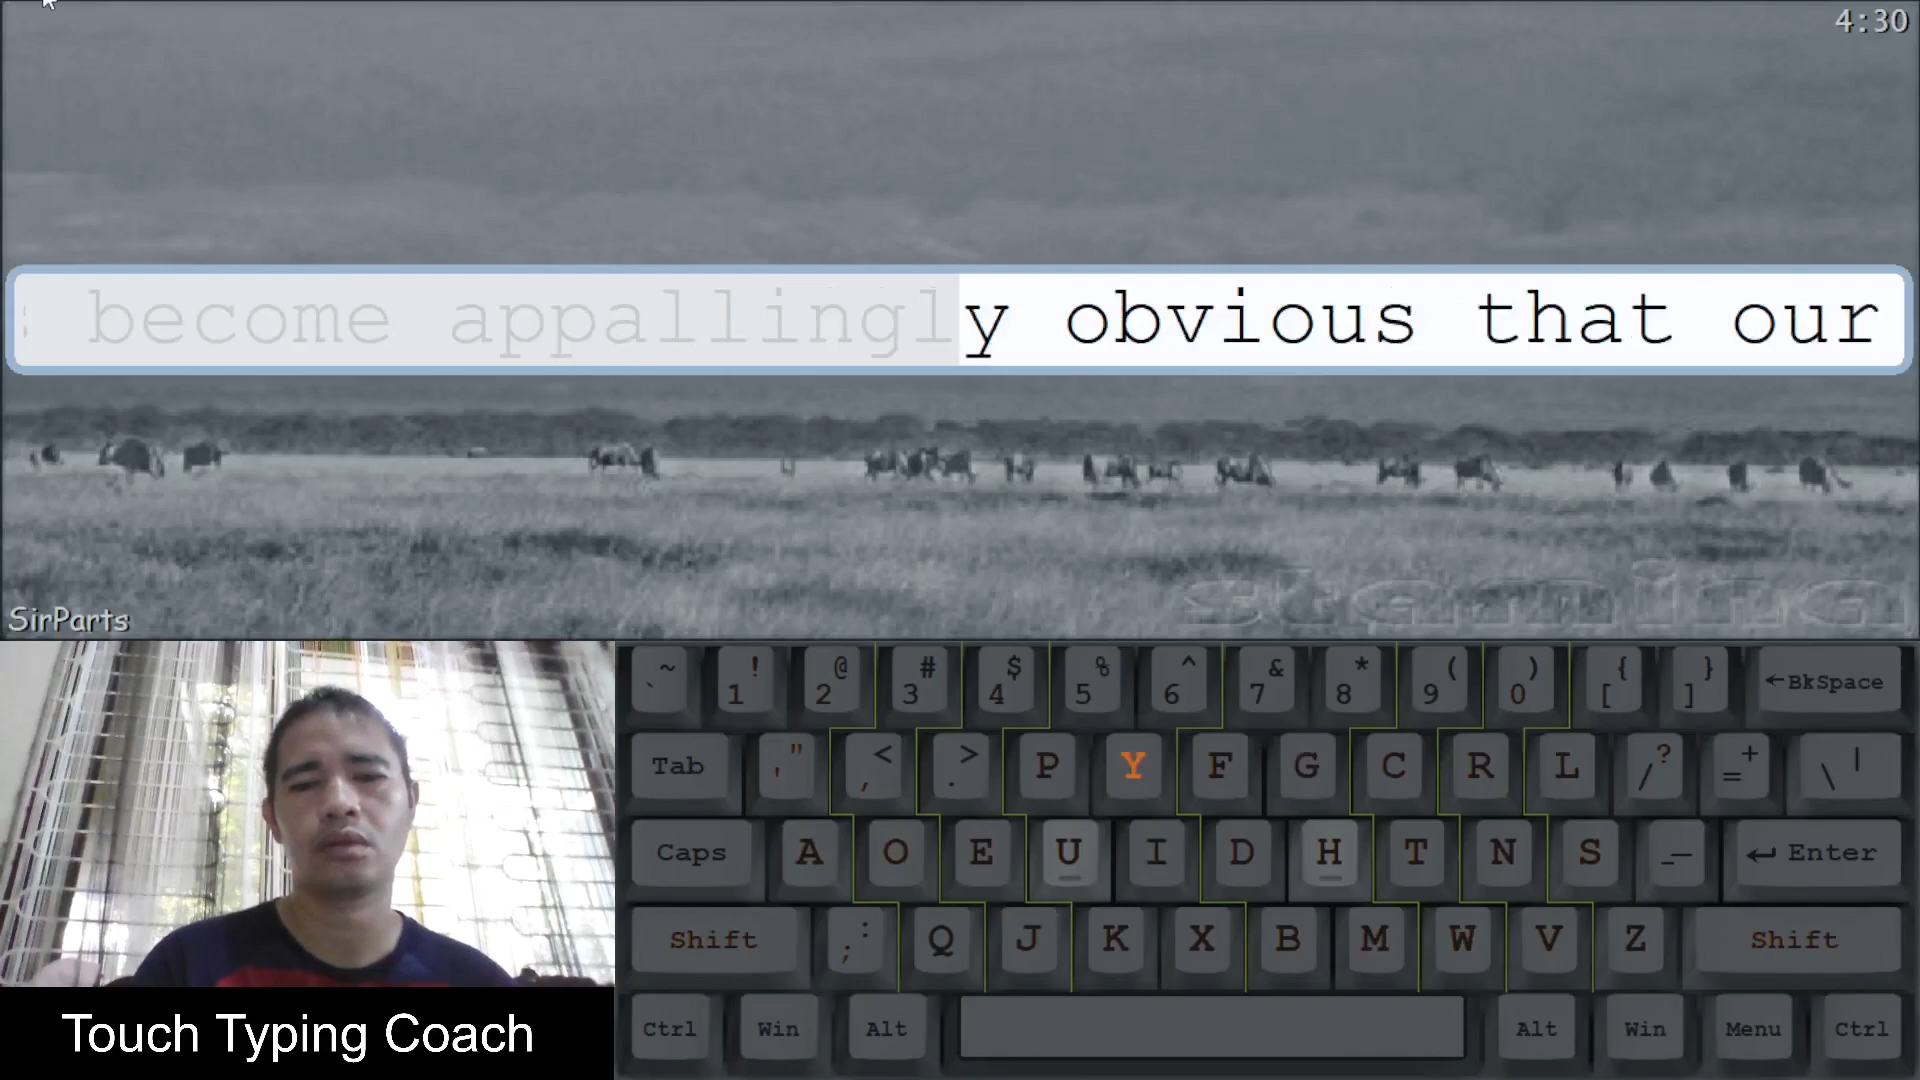 4:30
become appallingly obvious that our
SirParts
stamina
~ ` ! 1 @ 2 # 3 $ 4 % 5 ^ 6 & 7 * 8 ( 9 ) 0 { [ } ] ←BkSpace
Tab " ' < , > . P Y F G C R L ? / + = | \
Caps A O E U I D H T N S _ - ↵ Enter
Shift : ; Q J K X B M W V Z Shift
Ctrl Win Alt Alt Win Menu Ctrl
Touch Typing Coach